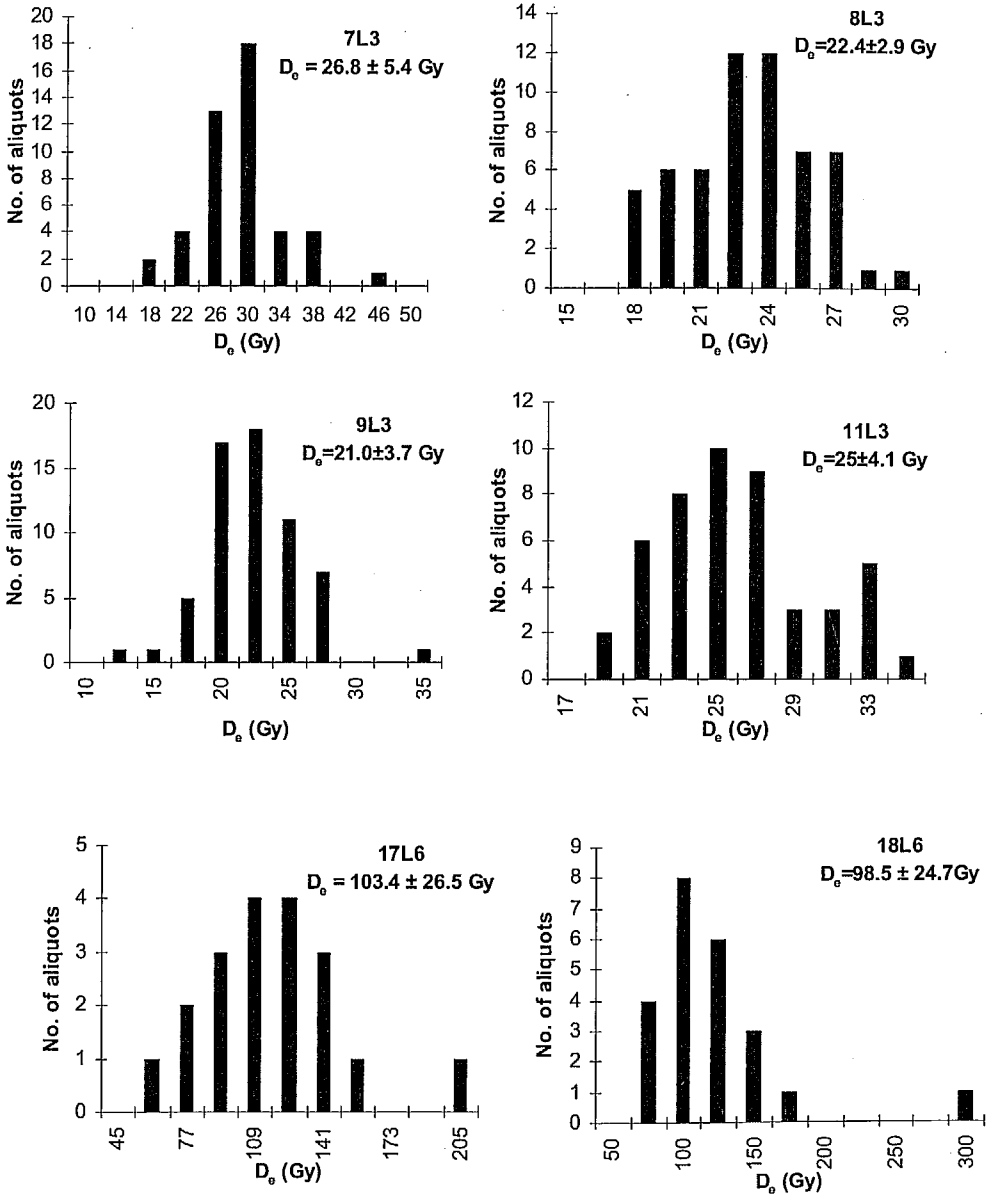 7L3
Dₑ = 26.8 ± 5.4 Gy
No. of aliquots
20
18
16
14
12
10
8
6
4
2
0
10 14 18 22 26 30 34 38 42 46 50
Dₑ (Gy)
8L3
Dₑ=22.4±2.9 Gy
No. of aliquots
14
12
10
8
6
4
2
0
15 18 21 24 27 30
Dₑ (Gy)
9L3
Dₑ=21.0±3.7 Gy
No. of aliquots
20
15
10
5
0
10 15 20 25 30 35
Dₑ (Gy)
11L3
Dₑ=25±4.1 Gy
No. of aliquots
12
10
8
6
4
2
0
17 21 25 29 33
Dₑ (Gy)
17L6
Dₑ = 103.4 ± 26.5 Gy
No. of aliquots
5
4
3
2
1
0
45 77 109 141 173 205
Dₑ (Gy)
18L6
Dₑ=98.5 ± 24.7Gy
No. of aliquots
9
8
7
6
5
4
3
2
1
0
50 100 150 200 250 300
Dₑ (Gy)